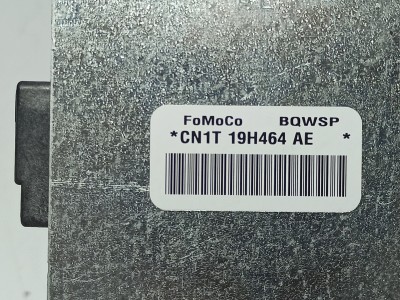 FoMoCo BQWSP
*CN1T 19H464 AE *